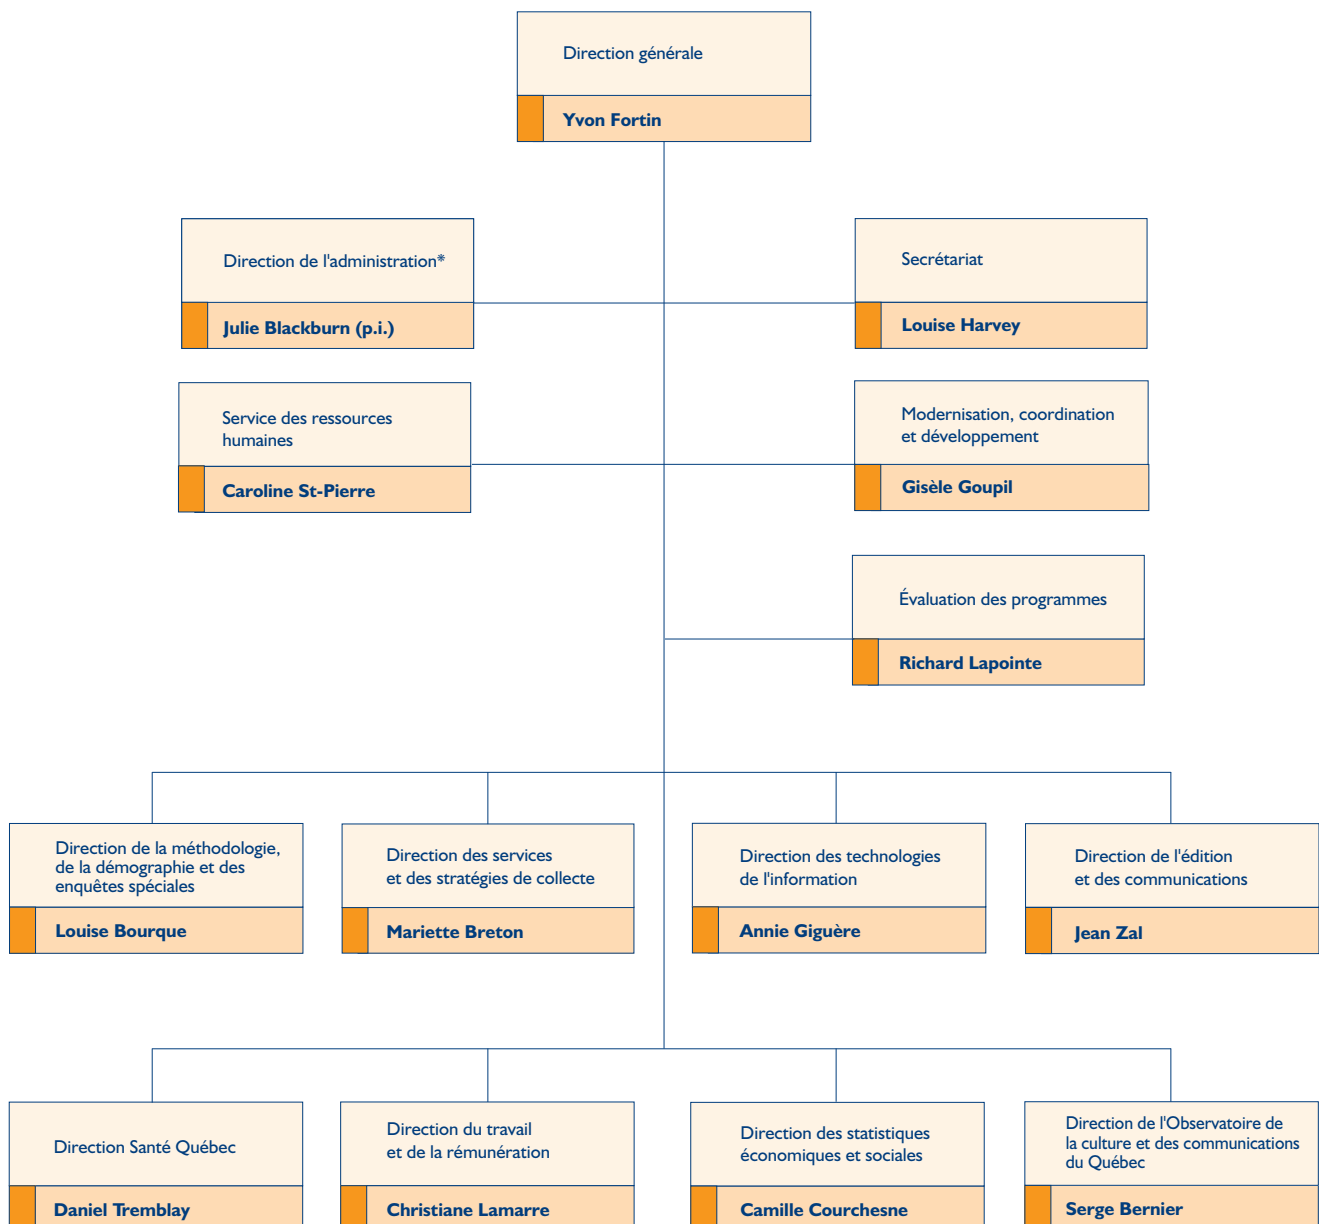 Direction générale
Yvon Fortin
Direction de l'administration*
Julie Blackburn (p.i.)
Secrétariat
Louise Harvey
Service des ressources
humaines
Caroline St-Pierre
Modernisation, coordination
et développement
Gisèle Goupil
Évaluation des programmes
Richard Lapointe
Direction de la méthodologie,
de la démographie et des
enquêtes spéciales
Louise Bourque
Direction des services
et des stratégies de collecte
Mariette Breton
Direction des technologies
de l'information
Annie Giguère
Direction de l'édition
et des communications
Jean Zal
Direction Santé Québec
Daniel Tremblay
Direction du travail
et de la rémunération
Christiane Lamarre
Direction des statistiques
économiques et sociales
Camille Courchesne
Direction de l'Observatoire de
la culture et des communications
du Québec
Serge Bernier